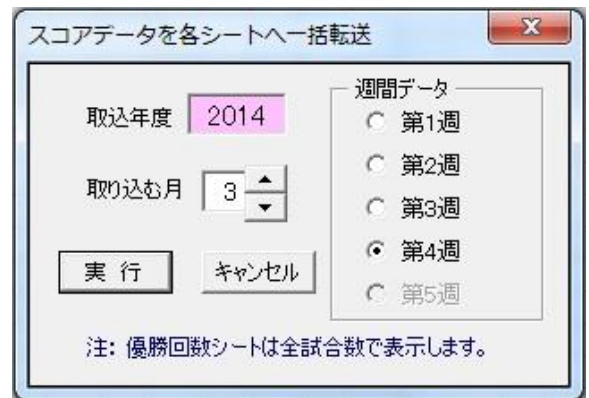 スコアデータを各シートへ一括転送
取込年度 2014
取り込む月 3
実 行 キャンセル
週間データ
第1週
第2週
第3週
第4週
第5週
注: 優勝回数シートは全試合数で表示します。